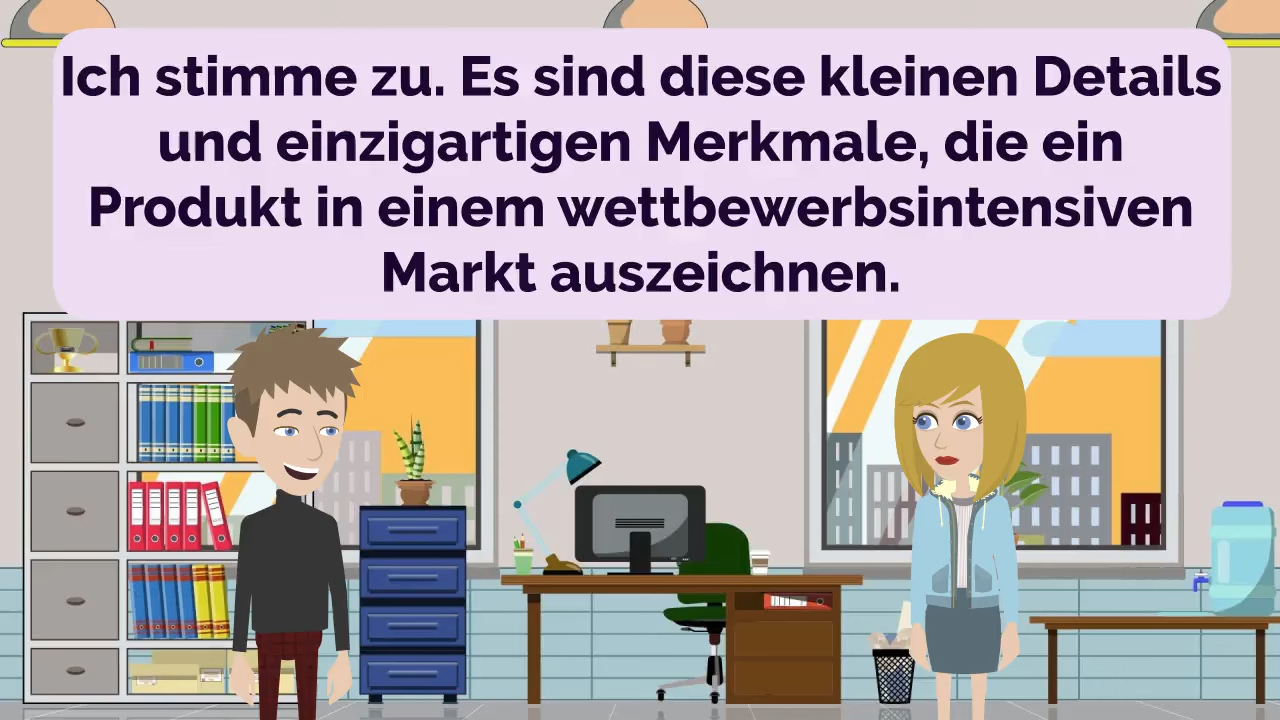 Ich stimme zu. Es sind diese kleinen Details
und einzigartigen Merkmale, die ein
Produkt in einem wettbewerbsintensiven
Markt auszeichnen.